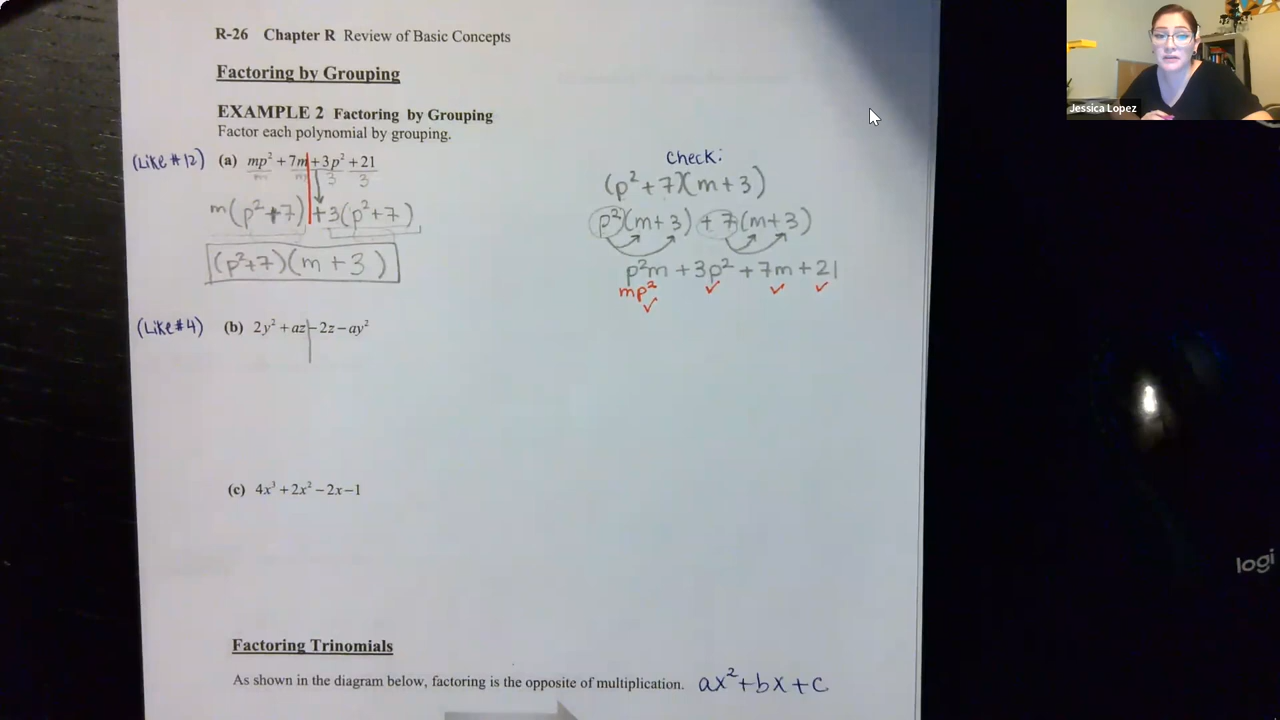 R-26 Chapter R Review of Basic Concepts
Factoring by Grouping
EXAMPLE 2 Factoring by Grouping
Factor each polynomial by grouping.
(Like #12) (a) mp² + 7m + 3p² + 21
m m 3 3
m(p² + 7) + 3(p² + 7)
(p² + 7)(m + 3)
check:
(p² + 7)(m + 3)
p²(m + 3) + 7(m + 3)
p²m + 3p² + 7m + 21
mp² ✓ ✓ ✓ ✓
(Like #4) (b) 2y² + az − 2z − ay²
(c) 4x³ + 2x² − 2x − 1
Factoring Trinomials
As shown in the diagram below, factoring is the opposite of multiplication. ax² + bx + c
Jessica Lopez
logi